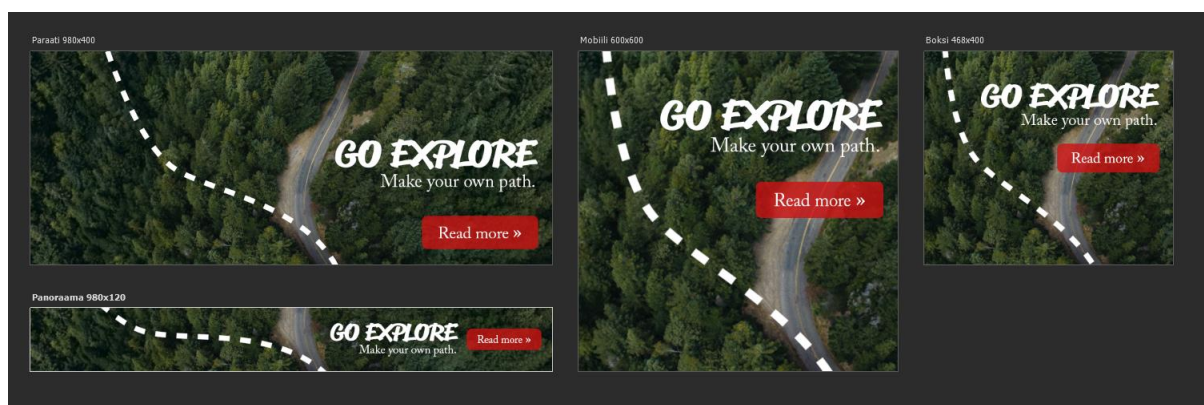 Paraati 980x400
GO EXPLORE
Make your own path.
Read more »
Panoraama 980x120
GO EXPLORE
Make your own path.
Read more »
Mobiili 600x600
GO EXPLORE
Make your own path.
Read more »
Boksi 468x400
GO EXPLORE
Make your own path.
Read more »